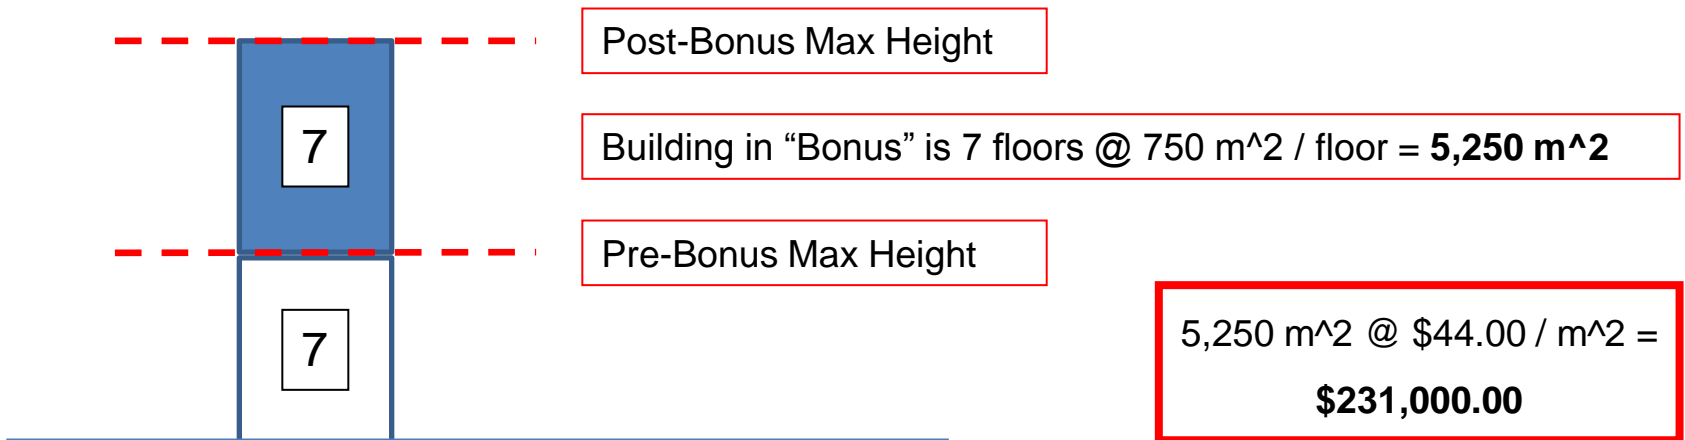 Post-Bonus Max Height
7
Building in “Bonus” is 7 floors @ 750 m^2 / floor = 5,250 m^2
Pre-Bonus Max Height
7
5,250 m^2 @ $44.00 / m^2 =
$231,000.00